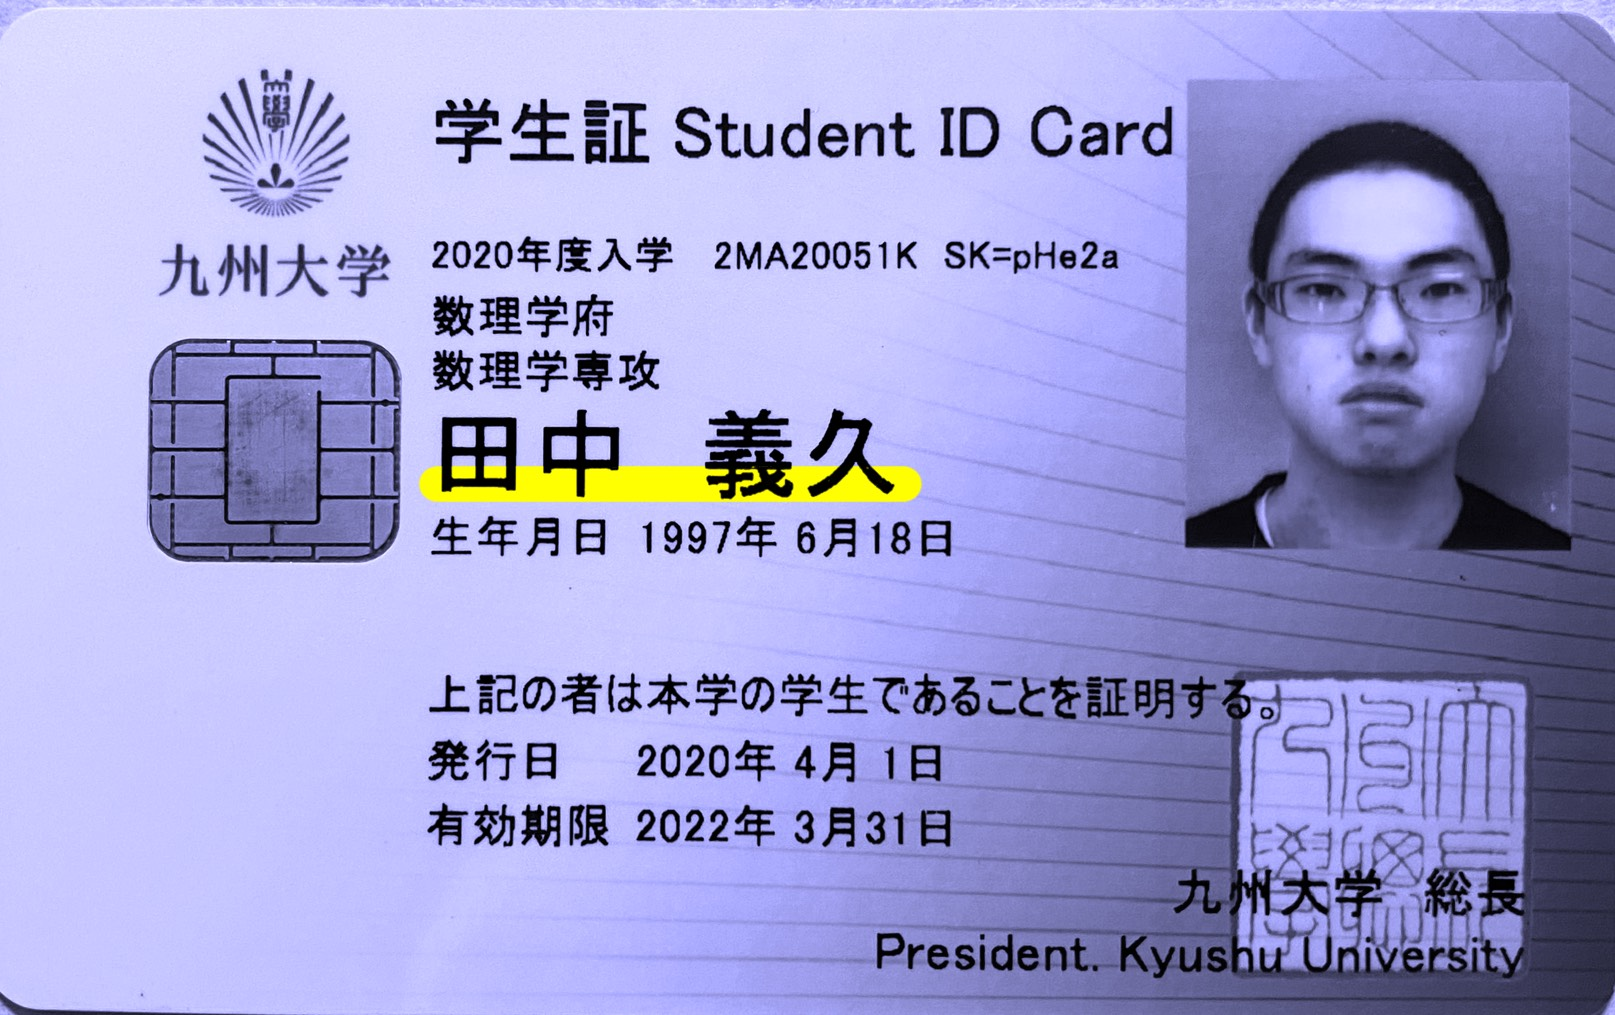 学生証 Student ID Card
九州大学
2020年度入学 2MA20051K SK=pHe2a
数理学府
数理学専攻
田中 義久
生年月日 1997年 6月18日
上記の者は本学の学生であることを証明する。
発行日 2020年 4月 1日
有効期限 2022年 3月31日
九州大学 総長
President. Kyushu University